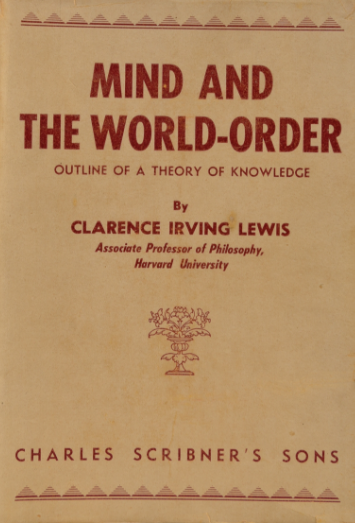 MIND AND
THE WORLD-ORDER
OUTLINE OF A THEORY OF KNOWLEDGE
By
CLARENCE IRVING LEWIS
Associate Professor of Philosophy,
Harvard University
CHARLES SCRIBNER'S SONS